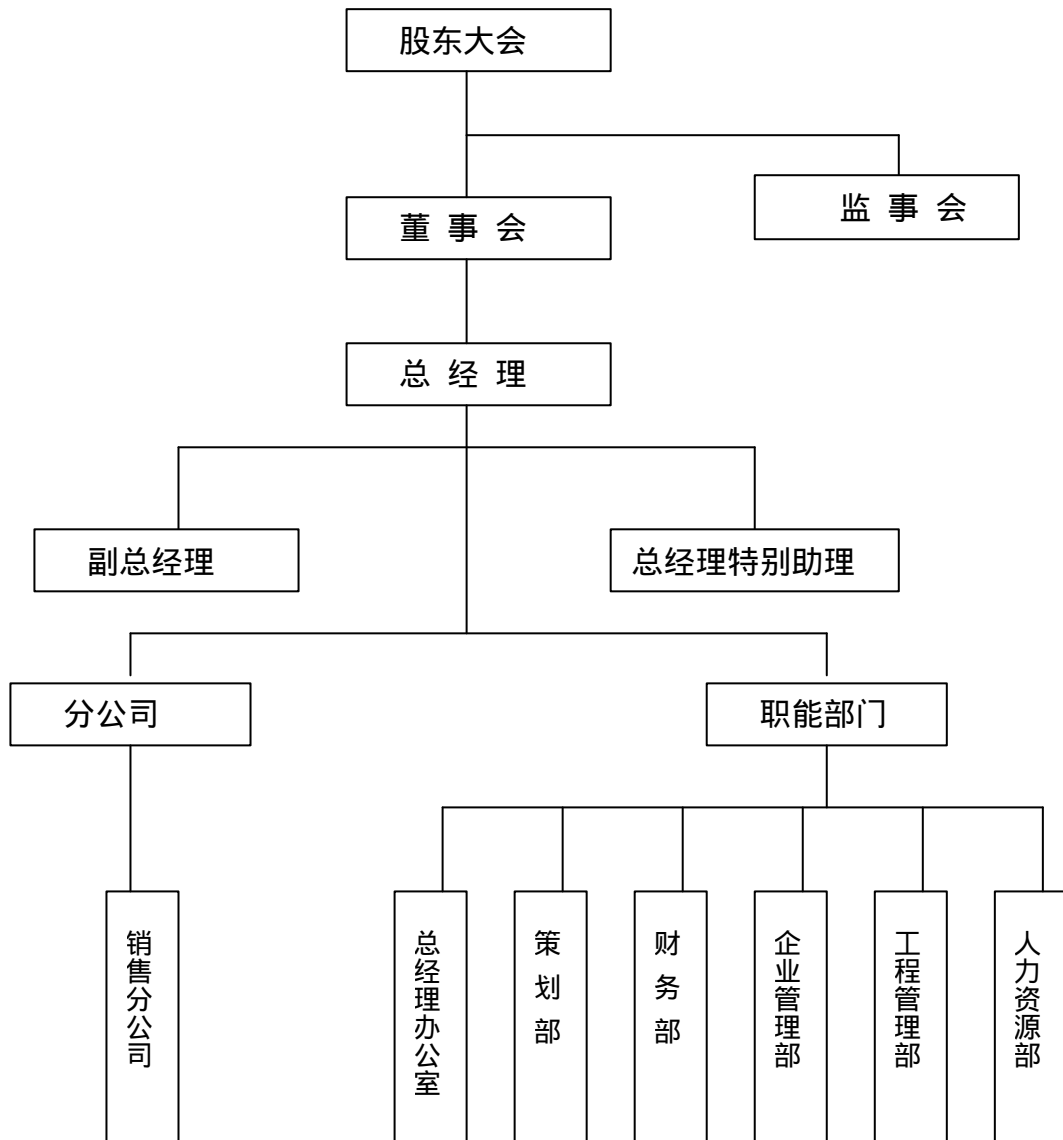 股东大会
监 事 会
董 事 会
总 经 理
副总经理
总经理特别助理
分公司
职能部门
销售分公司
总经理办公室
策划部
财务部
企业管理部
工程管理部
人力资源部